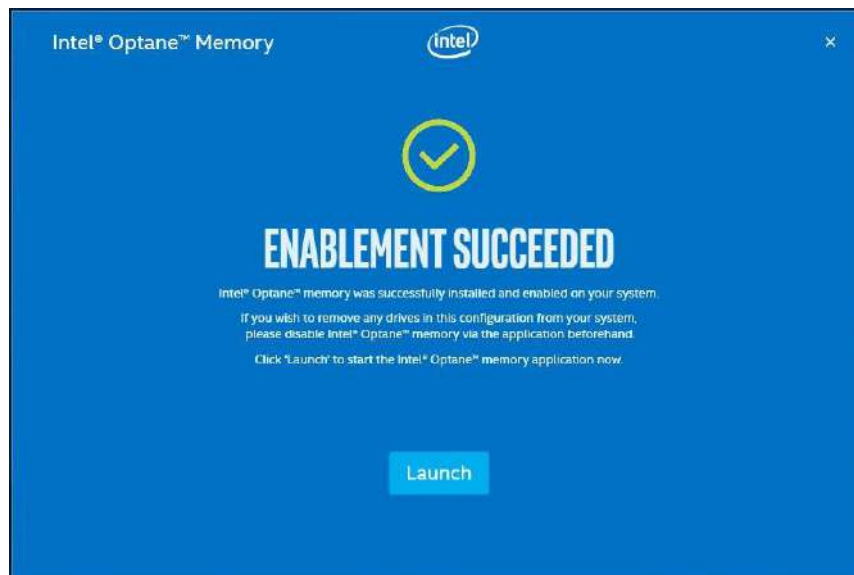 Intel® Optane™ Memory
intel
×
ENABLEMENT SUCCEEDED
Intel® Optane™ memory was successfully installed and enabled on your system.
If you wish to remove any drives in this configuration from your system,
please disable Intel® Optane™ memory via the application beforehand.
Click 'Launch' to start the Intel® Optane™ memory application now.
Launch